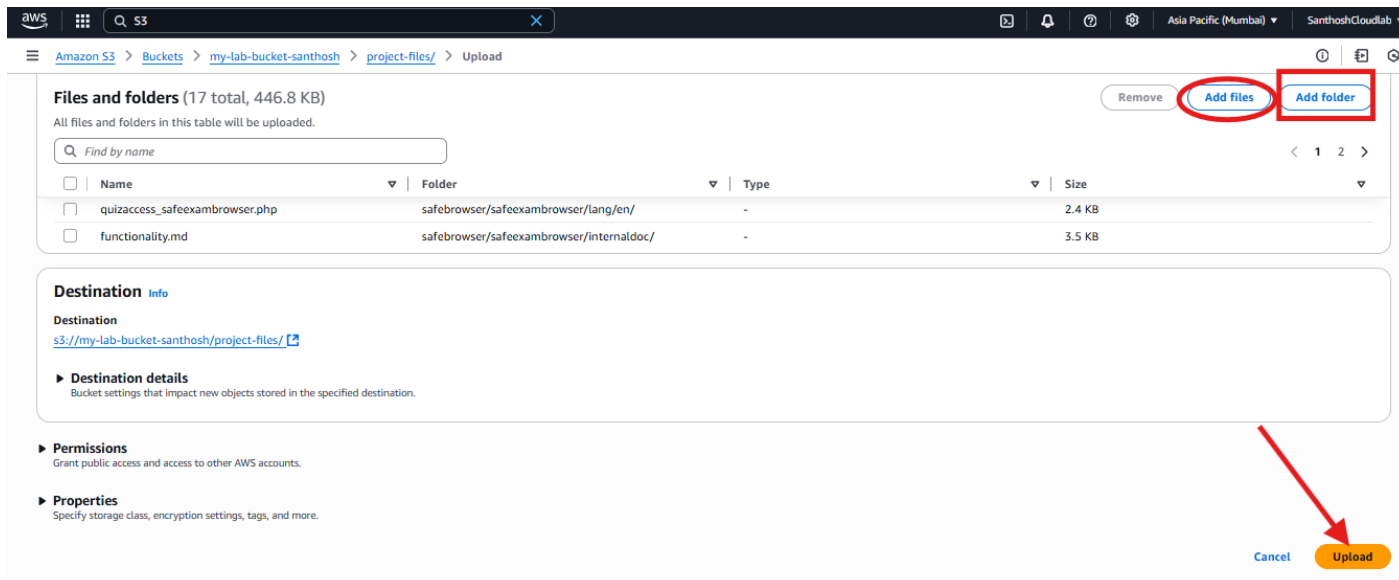 aws S3 Asia Pacific (Mumbai) SanthoshCloudlab
Amazon S3 > Buckets > my-lab-bucket-santhosh > project-files/ > Upload
Files and folders (17 total, 446.8 KB) Remove Add files Add folder
All files and folders in this table will be uploaded.
Find by name < 1 2 >
Name Folder Type Size
quizaccess_safeexambrowser.php safebrowser/safeexambrowser/lang/en/ - 2.4 KB
functionality.md safebrowser/safeexambrowser/internaldoc/ - 3.5 KB
Destination Info
Destination
s3://my-lab-bucket-santhosh/project-files/
Destination details
Bucket settings that impact new objects stored in the specified destination.
Permissions
Grant public access and access to other AWS accounts.
Properties
Specify storage class, encryption settings, tags, and more.
Cancel Upload